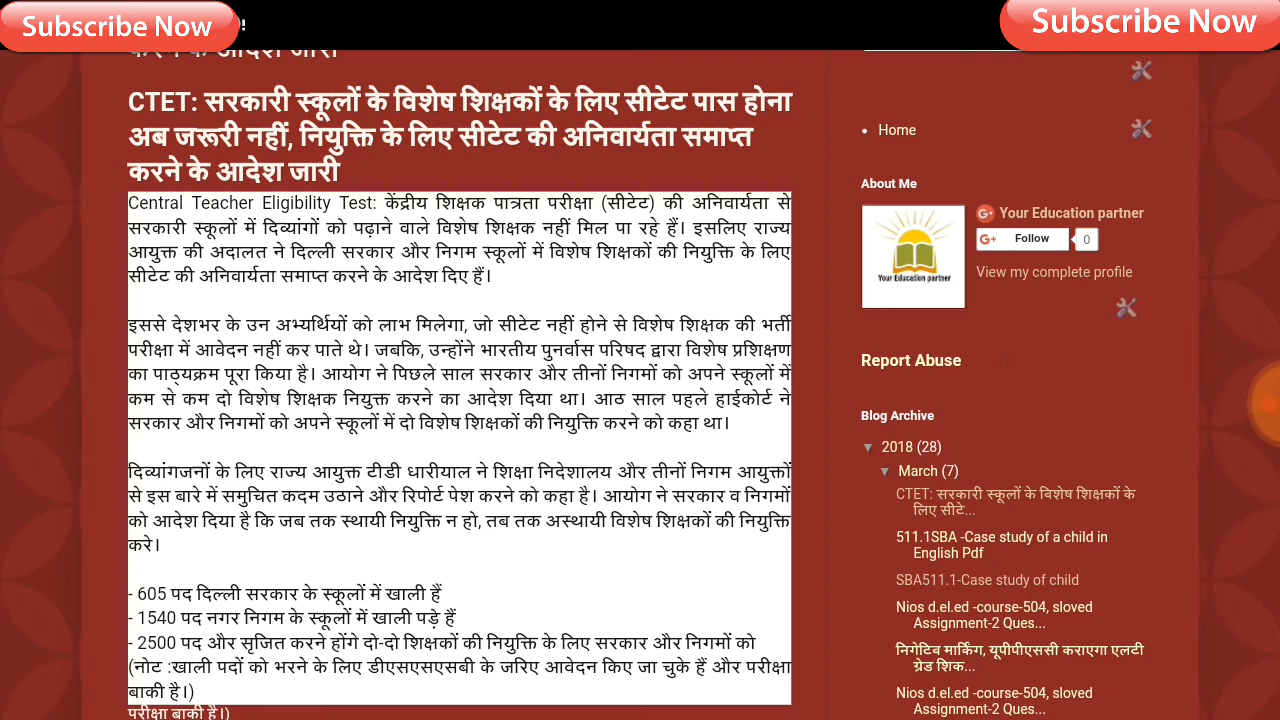 Subscribe Now
!
Subscribe Now
करने के आदेश जारी
CTET: सरकारी स्कूलों के विशेष शिक्षकों के लिए सीटेट पास होना
अब जरूरी नहीं, नियुक्ति के लिए सीटेट की अनिवार्यता समाप्त
करने के आदेश जारी
Central Teacher Eligibility Test: केंद्रीय शिक्षक पात्रता परीक्षा (सीटेट) की अनिवार्यता से
सरकारी स्कूलों में दिव्यांगों को पढ़ाने वाले विशेष शिक्षक नहीं मिल पा रहे हैं। इसलिए राज्य
आयुक्त की अदालत ने दिल्ली सरकार और निगम स्कूलों में विशेष शिक्षकों की नियुक्ति के लिए
सीटेट की अनिवार्यता समाप्त करने के आदेश दिए हैं।
इससे देशभर के उन अभ्यर्थियों को लाभ मिलेगा, जो सीटेट नहीं होने से विशेष शिक्षक की भर्ती
परीक्षा में आवेदन नहीं कर पाते थे। जबकि, उन्होंने भारतीय पुनर्वास परिषद द्वारा विशेष प्रशिक्षण
का पाठ्यक्रम पूरा किया है। आयोग ने पिछले साल सरकार और तीनों निगमों को अपने स्कूलों में
कम से कम दो विशेष शिक्षक नियुक्त करने का आदेश दिया था। आठ साल पहले हाईकोर्ट ने
सरकार और निगमों को अपने स्कूलों में दो विशेष शिक्षकों की नियुक्ति करने को कहा था।
दिव्यांगजनों के लिए राज्य आयुक्त टीडी धारीयाल ने शिक्षा निदेशालय और तीनों निगम आयुक्तों
से इस बारे में समुचित कदम उठाने और रिपोर्ट पेश करने को कहा है। आयोग ने सरकार व निगमों
को आदेश दिया है कि जब तक स्थायी नियुक्ति न हो, तब तक अस्थायी विशेष शिक्षकों की नियुक्ति
करे।
- 605 पद दिल्ली सरकार के स्कूलों में खाली हैं
- 1540 पद नगर निगम के स्कूलों में खाली पड़े हैं
- 2500 पद और सृजित करने होंगे दो-दो शिक्षकों की नियुक्ति के लिए सरकार और निगमों को
(नोट :खाली पदों को भरने के लिए डीएसएसएसबी के जरिए आवेदन किए जा चुके हैं और परीक्षा
बाकी है।)
परीक्षा बाकी है।)
Home
About Me
Your Education partner
Your Education partner
Follow 0
View my complete profile
Report Abuse
Blog Archive
▼ 2018 (28)
▼ March (7)
CTET: सरकारी स्कूलों के विशेष शिक्षकों के
लिए सीटे...
511.1SBA -Case study of a child in
English Pdf
SBA511.1-Case study of child
Nios d.el.ed -course-504, sloved
Assignment-2 Ques...
निगेटिव मार्किंग, यूपीपीएससी कराएगा एलटी
ग्रेड शिक...
Nios d.el.ed -course-504, sloved
Assignment-2 Ques...